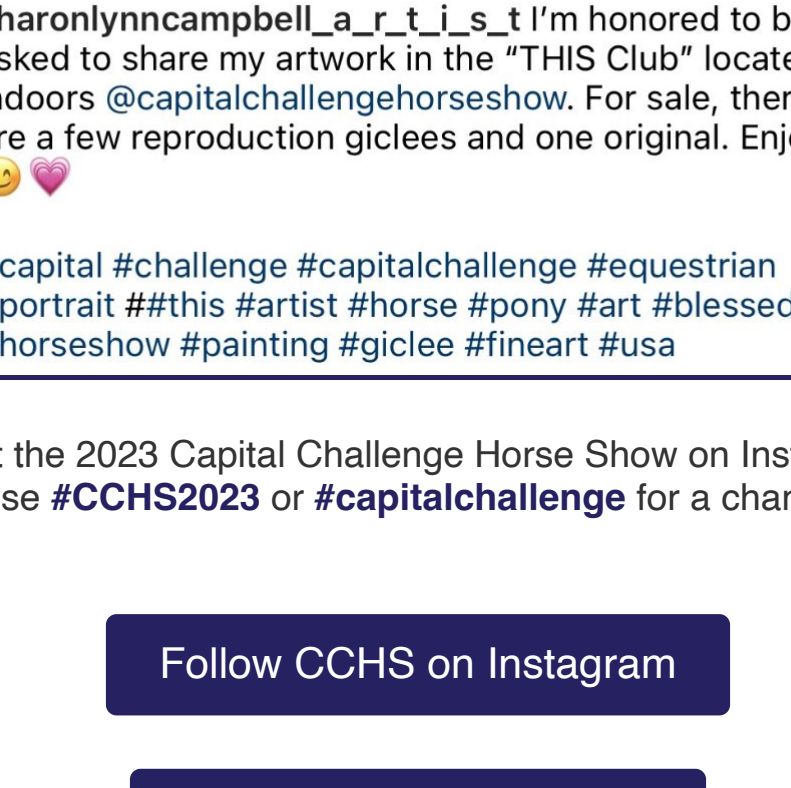 haronlynncampbell_a_r_t_i_s_t I'm honored to b
sked to share my artwork in the “THIS Club” locate
ndoors @capitalchallengehorseshow. For sale, ther
re a few reproduction giclees and one original. Enj
😊 💗
capital #challenge #capitalchallenge #equestrian
portrait ##this #artist #horse #pony #art #blessed
horseshow #painting #giclee #fineart #usa
t the 2023 Capital Challenge Horse Show on Ins
se #CCHS2023 or #capitalchallenge for a char
Follow CCHS on Instagram